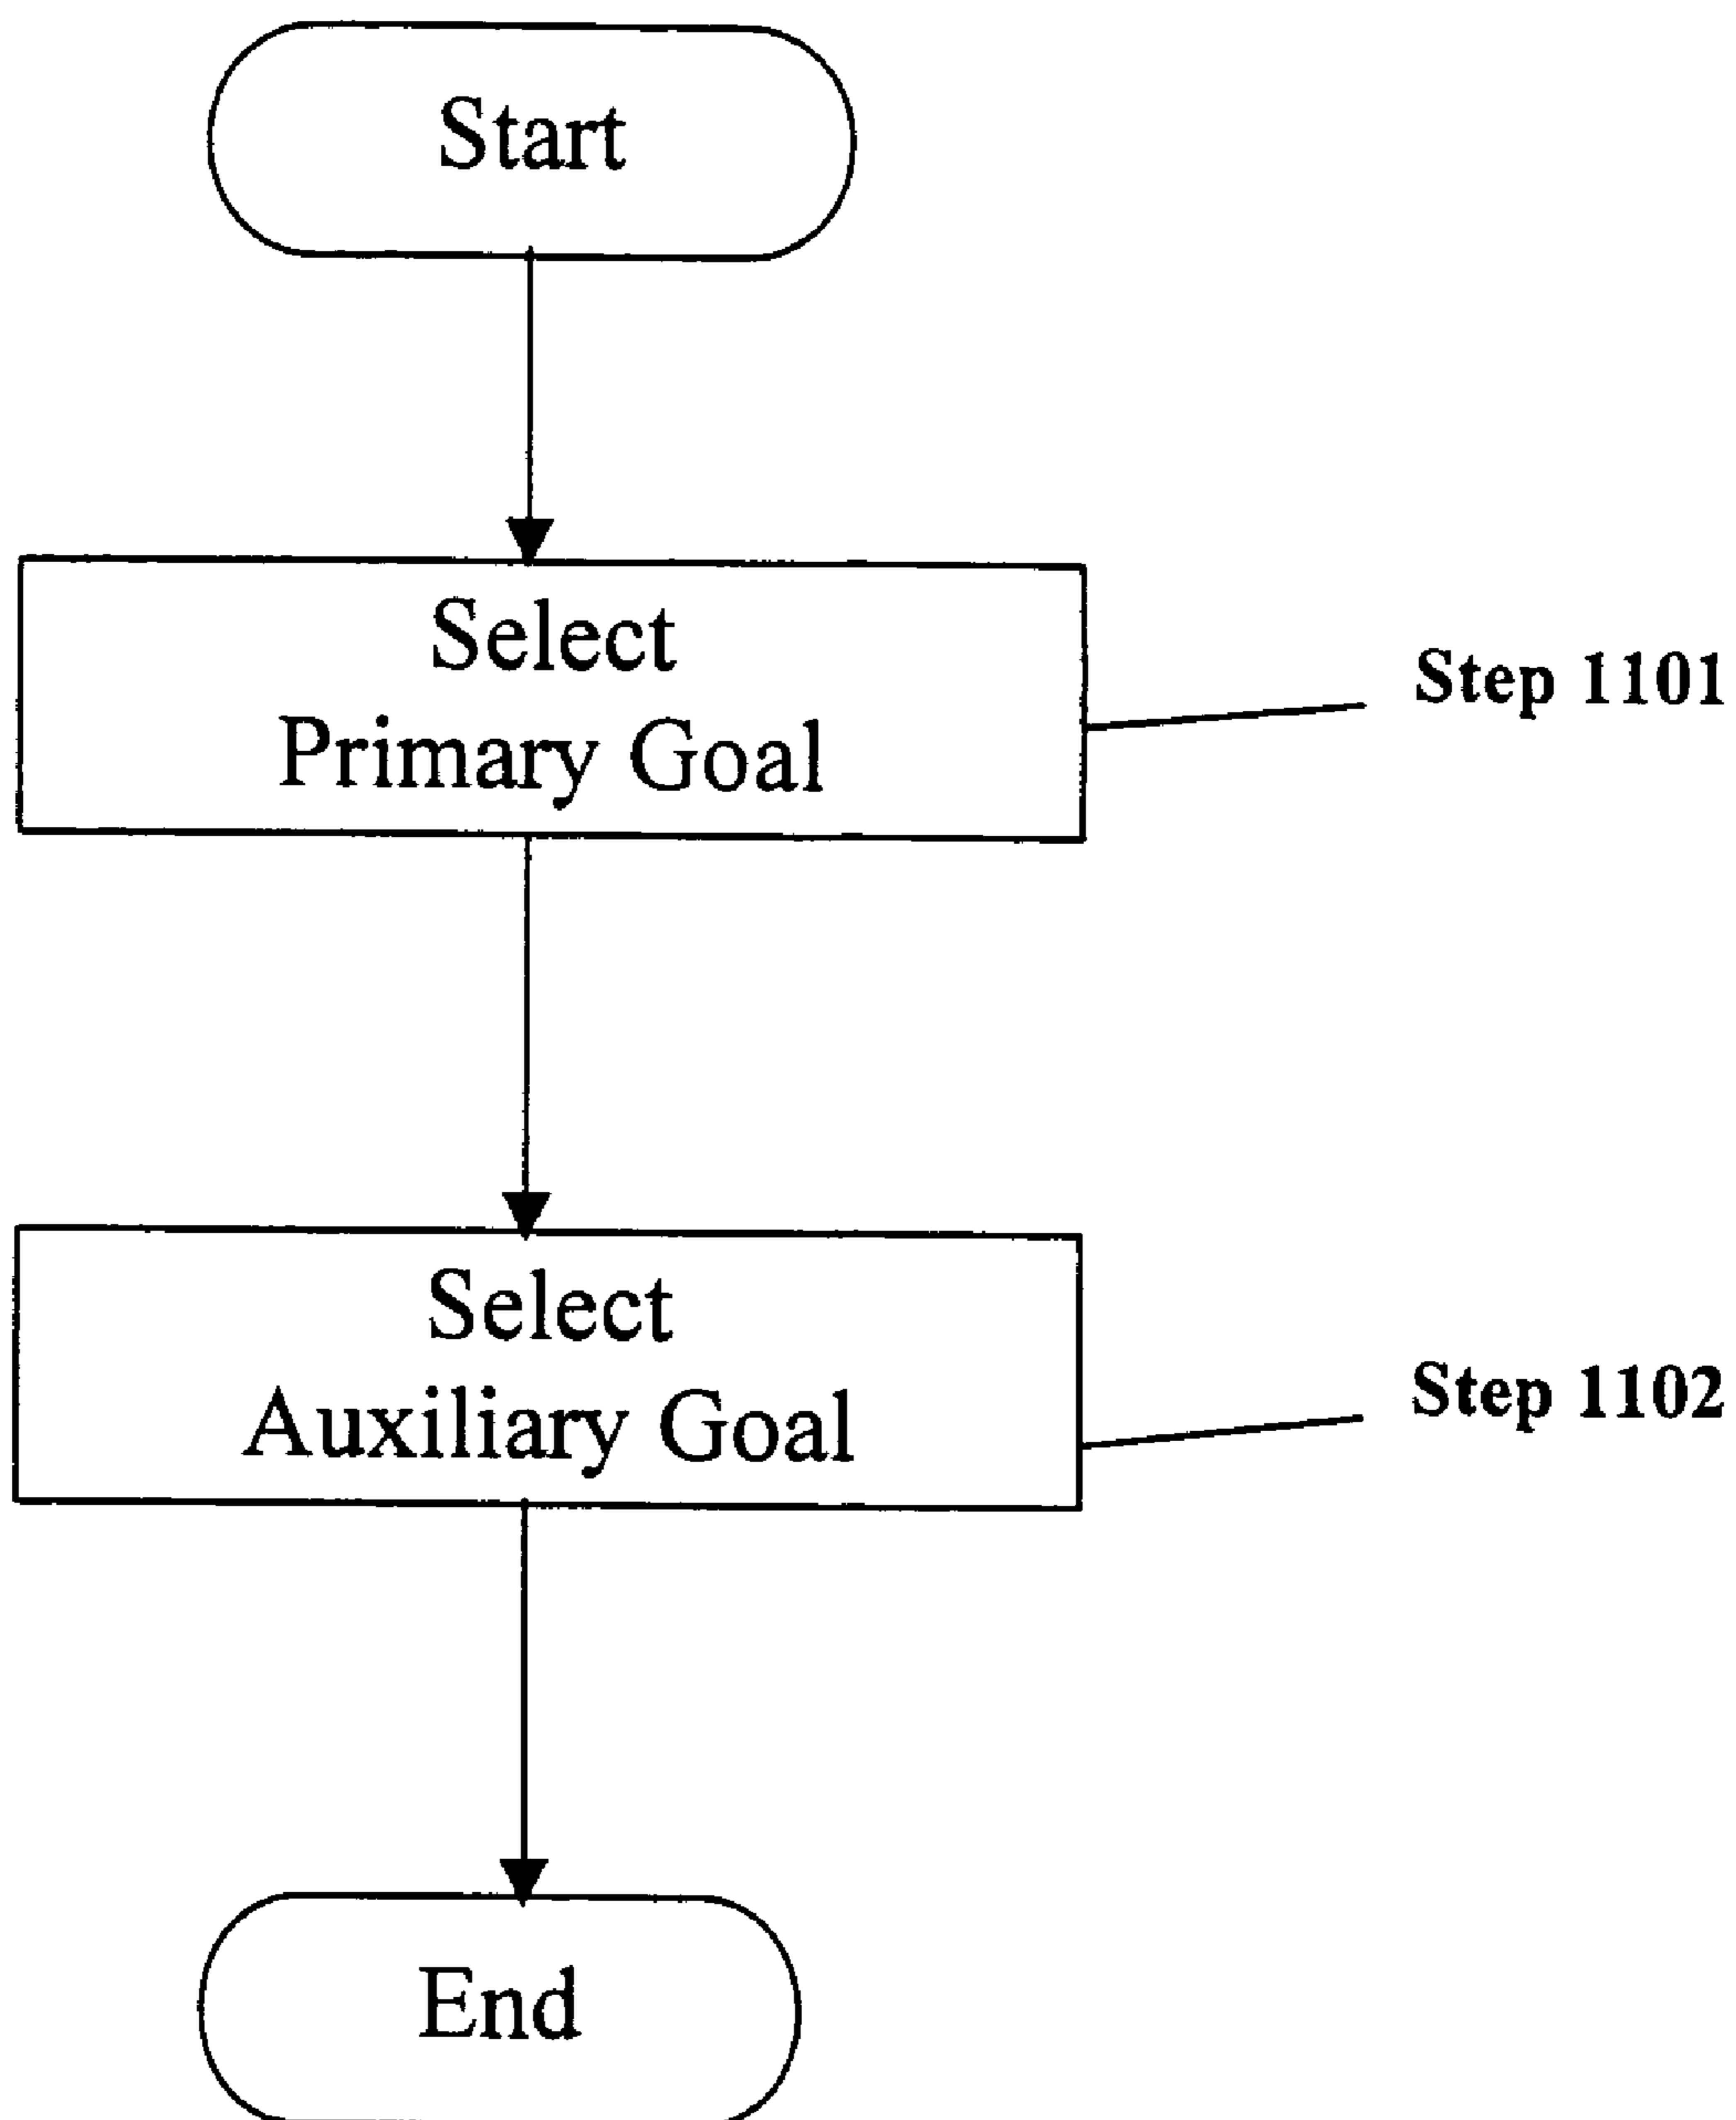 Start
Select
Primary Goal
Step 1101
Select
Auxiliary Goal
Step 1102
End